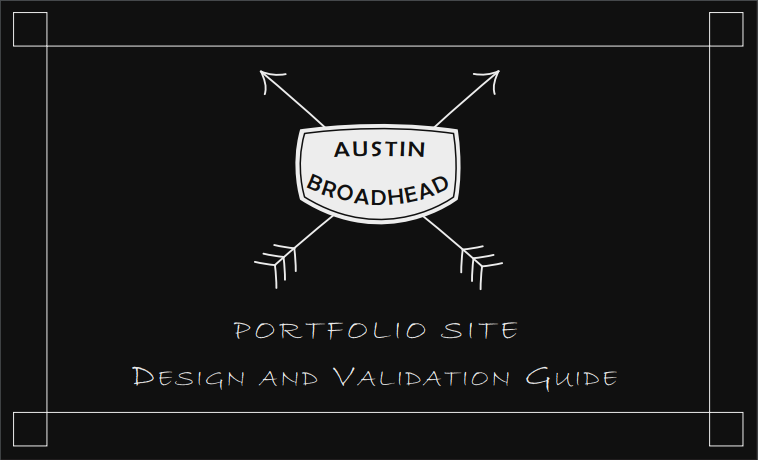 AUSTIN
BROADHEAD
PORTFOLIO SITE
DESIGN AND VALIDATION GUIDE